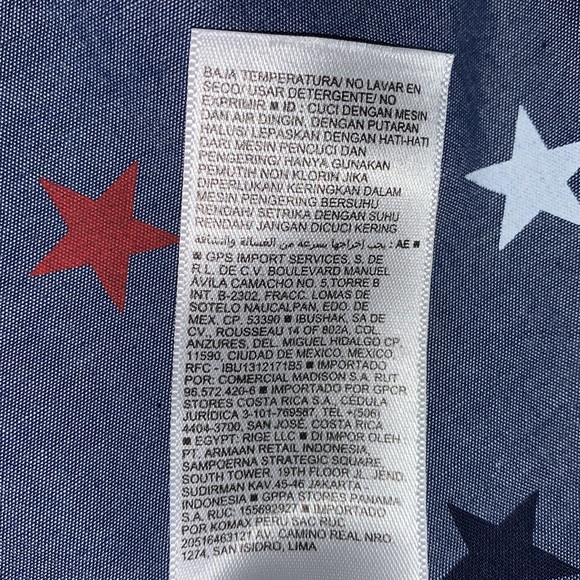 BAJA TEMPERATURA/ NO LAVAR EN
SECO/ USAR DETERGENTE/ NO
EXPRIMIR ■ ID : CUCI DENGAN MESIN
DAN AIR DINGIN, DENGAN PUTARAN
HALUS/ LEPASKAN DENGAN HATI-HATI
DARI MESIN PENCUCI DAN
PENGERING/ HANYA GUNAKAN
PEMUTIH NON KLORIN JIKA
DIPERLUKAN/ KERINGKAN DALAM
MESIN PENGERING BERSUHU
RENDAH/ SETRIKA DENGAN SUHU
RENDAH/ JANGAN DICUCI KERING
■ AE : يجب إخراجها بسرعة من الغسالة والنشافة
■ GPS IMPORT SERVICES, S. DE
R.L. DE C.V. BOULEVARD MANUEL
ÁVILA CAMACHO NO. 5,TORRE B
INT. B-2302, FRACC. LOMAS DE
SOTELO NAUCALPAN, EDO. DE
MEX, CP. 53390 ■ IBUSHAK, SA DE
CV., ROUSSEAU 14 OF 802A, COL.
ANZURES, DEL. MIGUEL HIDALGO CP.
11590, CIUDAD DE MEXICO, MEXICO,
RFC - IBU1312171B5 ■ IMPORTADO
POR: COMERCIAL MADISON S.A. RUT
96.572.420-6 ■ IMPORTADO POR GPCR
STORES COSTA RICA S.A., CÉDULA
JURÍDICA 3-101-769587, TEL +(506)
4404-3700, SAN JOSÉ, COSTA RICA
■ EGYPT: RIGE LLC ■ DI IMPOR OLEH
PT. ARMAAN RETAIL INDONESIA,
SAMPOERNA STRATEGIC SQUARE,
SOUTH TOWER, 19TH FLOOR JL. JEND.
SUDIRMAN KAV.45-46 JAKARTA,
INDONESIA ■ GPPA STORES PANAMA
S.A. RUC: 155692927 ■ IMPORTADO
POR KOMAX PERU SAC RUC
20516463121 AV. CAMINO REAL NRO.
1274, SAN ISIDRO, LIMA